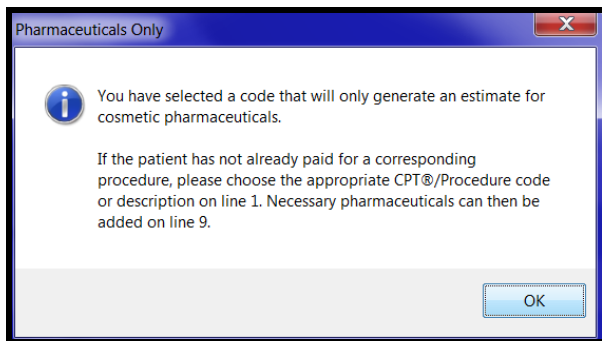 Pharmaceuticals Only
You have selected a code that will only generate an estimate for
cosmetic pharmaceuticals.
If the patient has not already paid for a corresponding
procedure, please choose the appropriate CPT®/Procedure code
or description on line 1. Necessary pharmaceuticals can then be
added on line 9.
OK